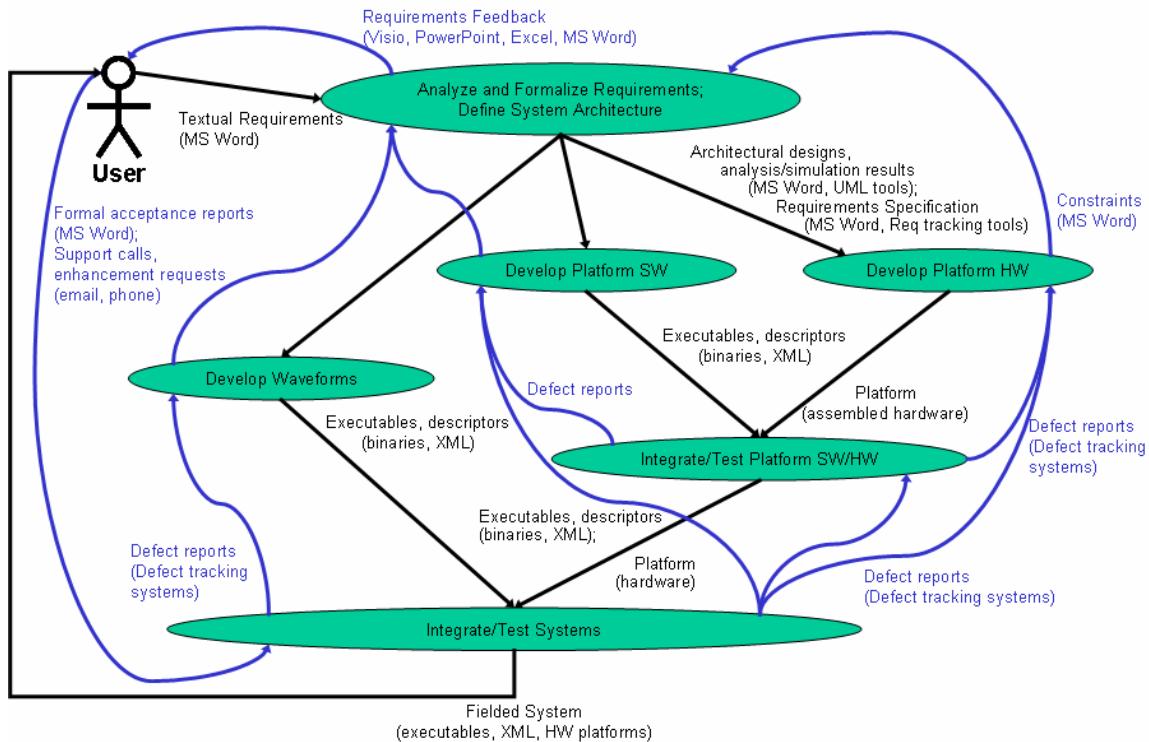 Requirements Feedback
(Visio, PowerPoint, Excel, MS Word)
Analyze and Formalize Requirements;
Define System Architecture
Textual Requirements
(MS Word)
User
Architectural designs,
analysis/simulation results
(MS Word, UML tools);
Requirements Specification
(MS Word, Req tracking tools)
Constraints
(MS Word)
Formal acceptance reports
(MS Word);
Support calls,
enhancement requests
(email, phone)
Develop Platform SW
Develop Platform HW
Executables, descriptors
(binaries, XML)
Develop Waveforms
Defect reports
Platform
(assembled hardware)
Executables, descriptors
(binaries, XML)
Defect reports
(Defect tracking
systems)
Integrate/Test Platform SW/HW
Executables, descriptors
(binaries, XML);
Defect reports
(Defect tracking
systems)
Platform
(hardware)
Defect reports
(Defect tracking systems)
Integrate/Test Systems
Fielded System
(executables, XML, HW platforms)